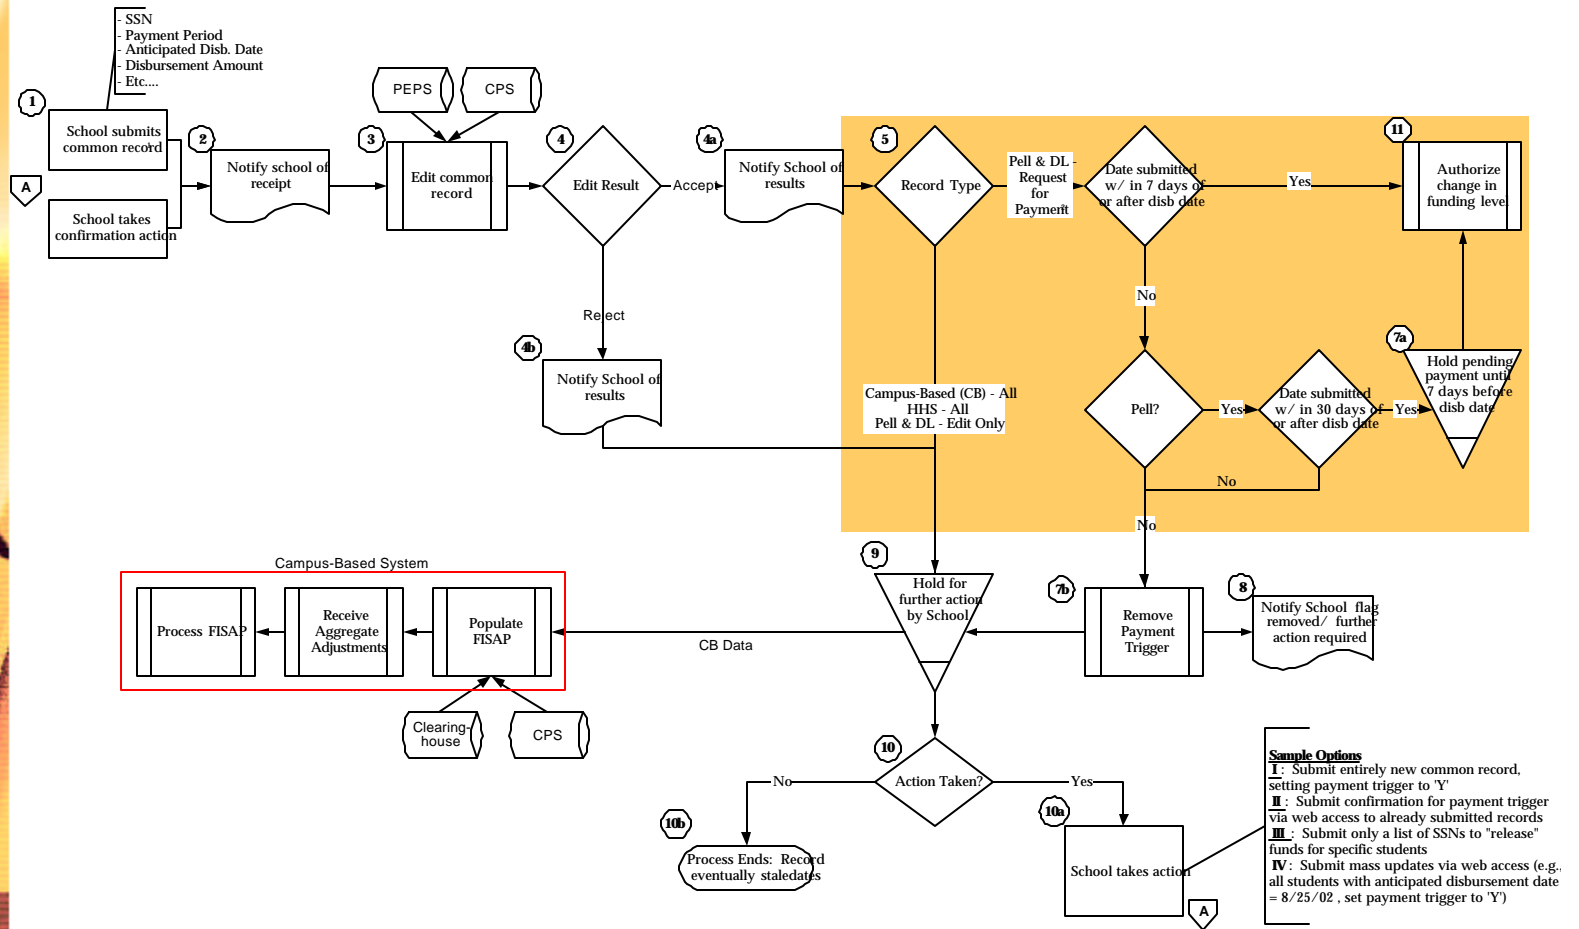 - SSN
- Payment Period
- Anticipated Disb. Date
- Disbursement Amount
- Etc....
1
School submits
common record
A
School takes
confirmation action
2
Notify school of
receipt
PEPS
CPS
3
Edit common
record
4
Edit Result
Accept
Reject
4a
Notify School of
results
4b
Notify School of
results
5
Record Type
Pell & DL -
Request
for
Payment
Date submitted
w/ in 7 days of
or after disb date
Yes
11
Authorize
change in
funding level
No
Campus-Based (CB) - All
HHS - All
Pell & DL - Edit Only
Pell?
Yes
Date submitted
w/ in 30 days of
or after disb date
Yes
7a
Hold pending
payment until
7 days before
disb date
No
No
Campus-Based System
Process FISAP
Receive
Aggregate
Adjustments
Populate
FISAP
Clearing-
house
CPS
CB Data
9
Hold for
further action
by School
7b
Remove
Payment
Trigger
8
Notify School flag
removed/ further
action required
10
Action Taken?
No
Yes
10b
Process Ends: Record
eventually staledates
10a
School takes action
A
Sample Options
I : Submit entirely new common record,
setting payment trigger to 'Y'
II : Submit confirmation for payment trigger
via web access to already submitted records
III : Submit only a list of SSNs to "release"
funds for specific students
IV : Submit mass updates via web access (e.g.,
all students with anticipated disbursement date
= 8/25/02 , set payment trigger to 'Y')